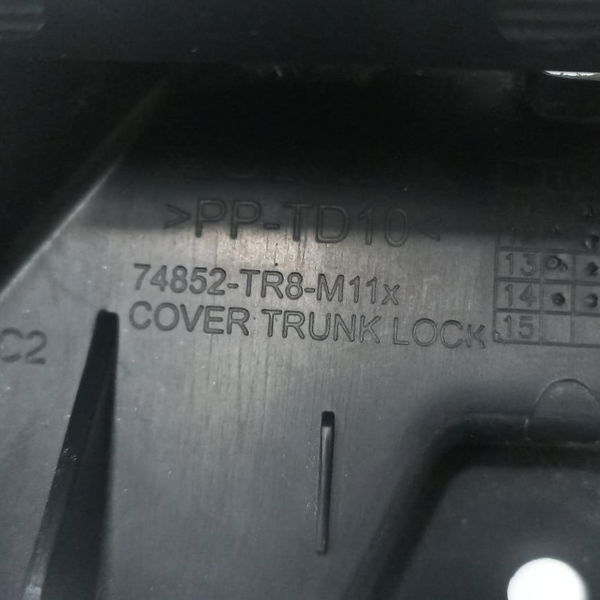 >PP-TD10<
74852-TR8-M11x
COVER TRUNK LOCK
C2
13
14
15